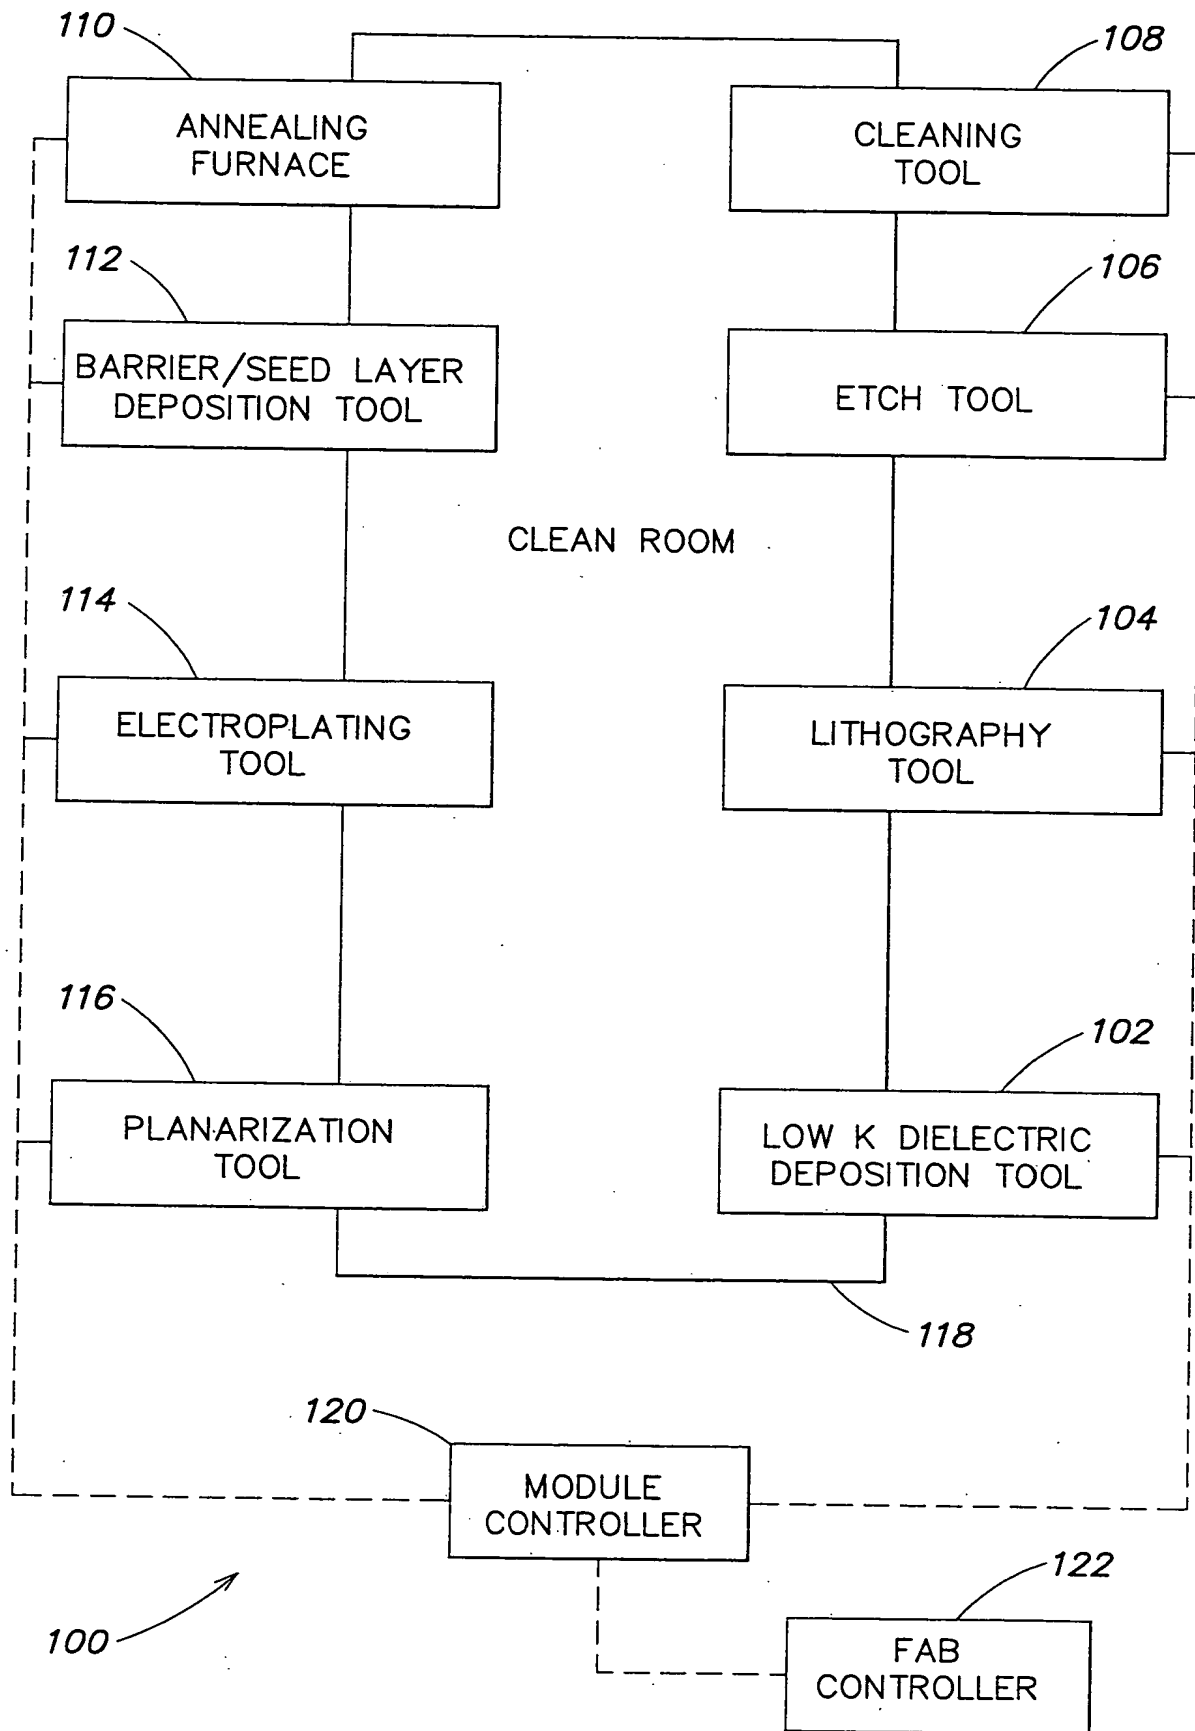 110
108
ANNEALING
FURNACE
CLEANING
TOOL
112
106
BARRIER/SEED LAYER
DEPOSITION TOOL
ETCH TOOL
CLEAN ROOM
114
104
ELECTROPLATING
TOOL
LITHOGRAPHY
TOOL
116
102
PLANARIZATION
TOOL
LOW K DIELECTRIC
DEPOSITION TOOL
118
120
MODULE
CONTROLLER
122
100
FAB
CONTROLLER